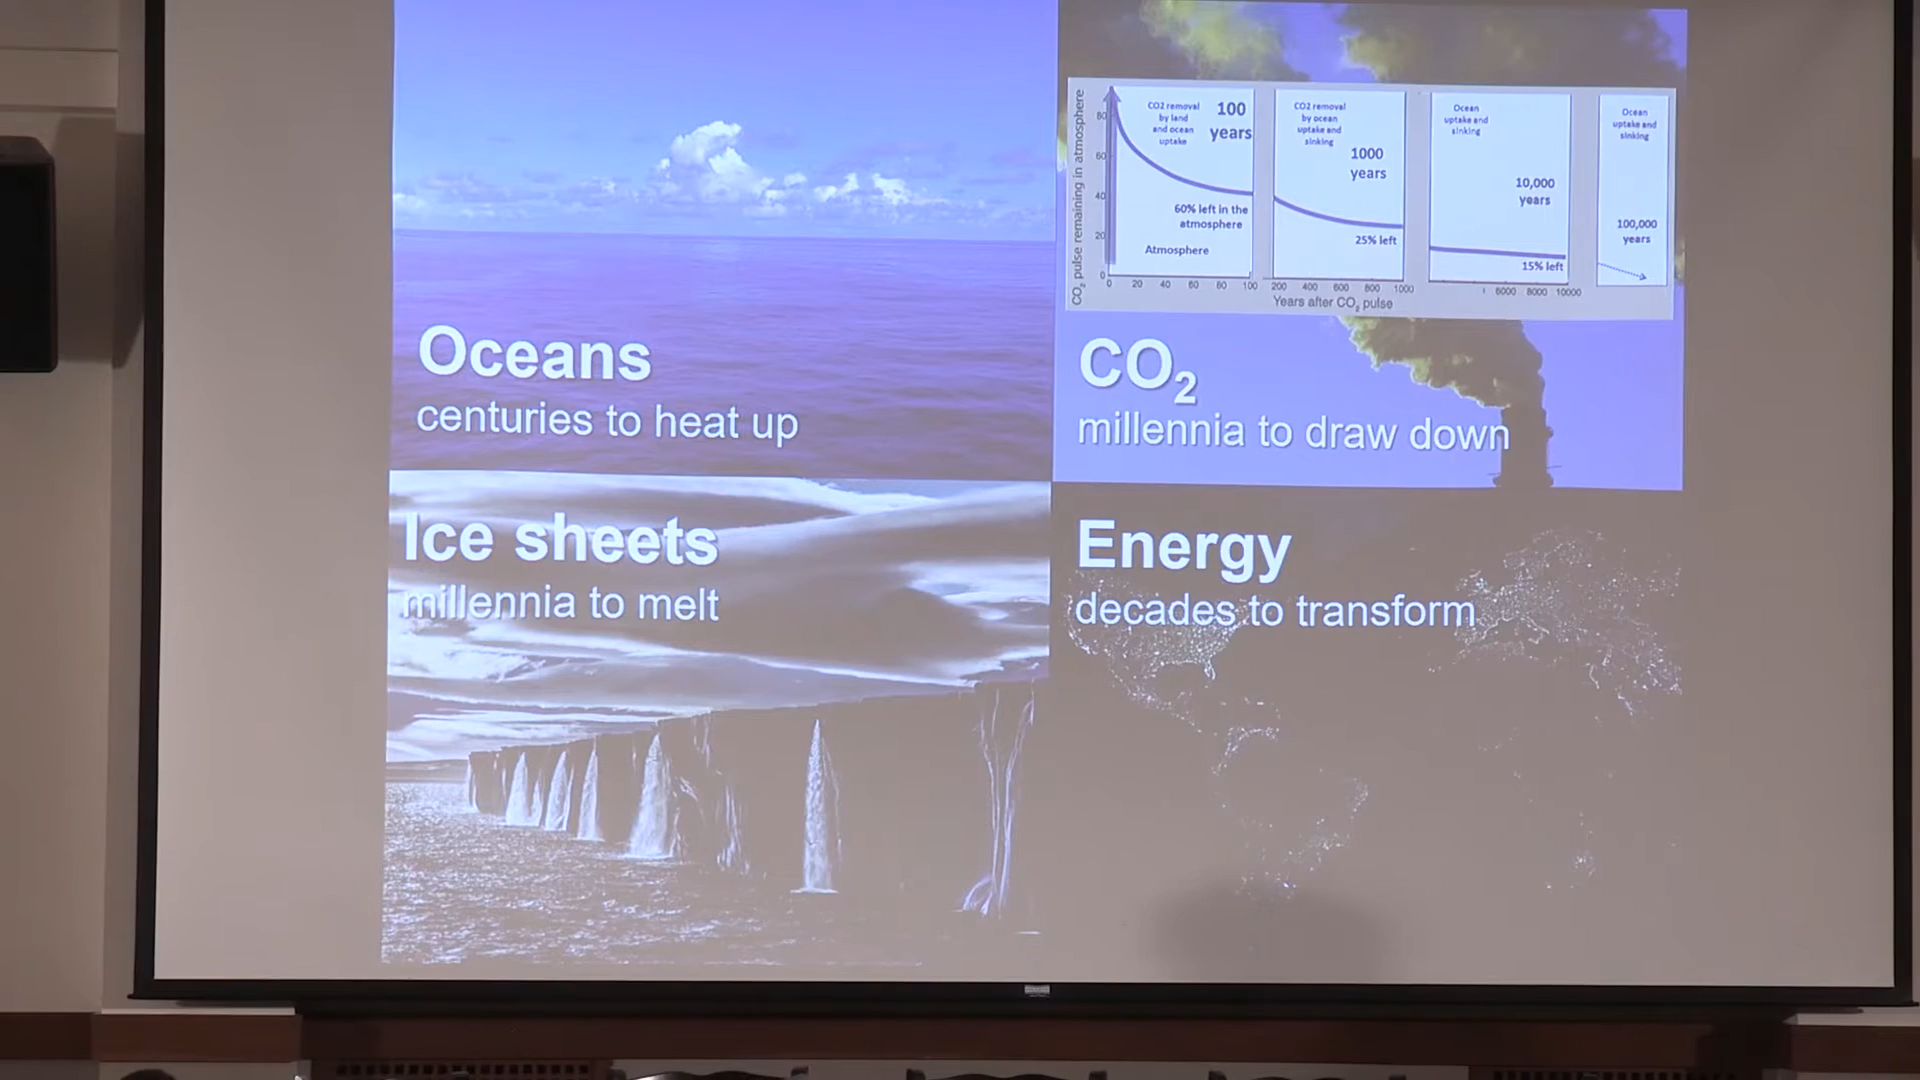 CO2 removal
by land
and ocean
uptake
100
years
60% left in the
atmosphere
Atmosphere
CO2 removal
by ocean
uptake and
sinking
1000
years
25% left
Ocean
uptake and
sinking
10,000
years
15% left
Ocean
uptake and
sinking
100,000
years
CO₂ pulse remaining in atmosphere
80
60
40
20
0
0 20 40 60 80 100
200 400 600 800 1000
6000 8000 10000
Years after CO₂ pulse
Oceans
centuries to heat up
CO₂
millennia to draw down
Ice sheets
millennia to melt
Energy
decades to transform